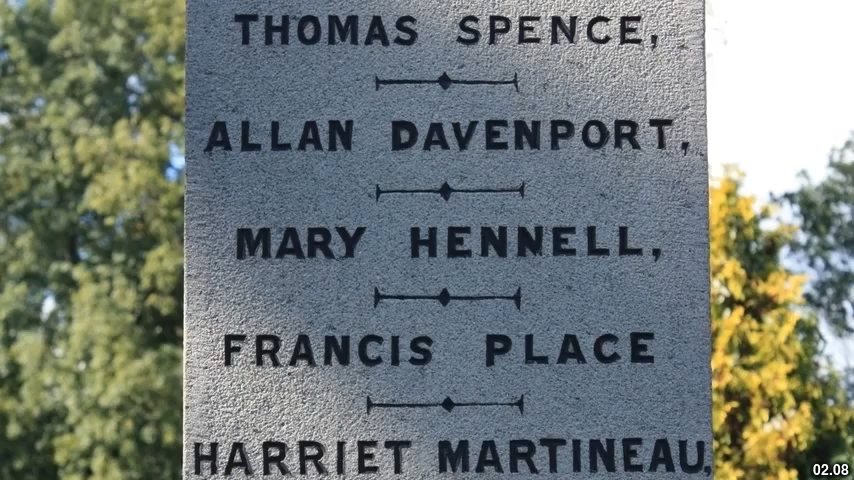 THOMAS SPENCE,
ALLAN DAVENPORT,
MARY HENNELL,
FRANCIS PLACE
HARRIET MARTINEAU,
02.08